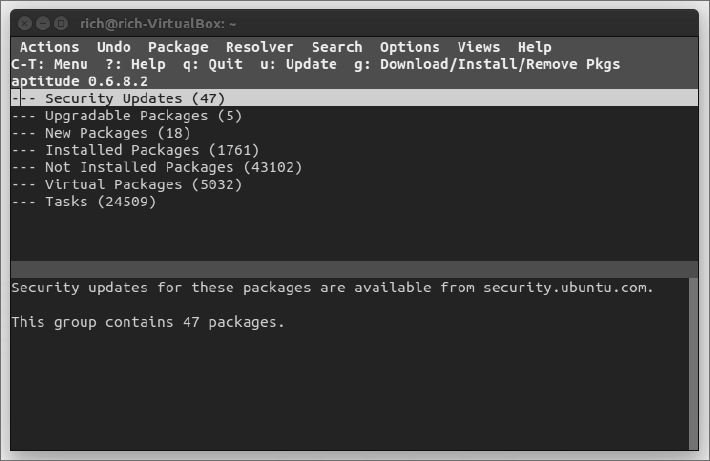 rich@rich-VirtualBox: ~
Actions  Undo  Package  Resolver  Search  Options  Views  Help
C-T: Menu  ?: Help  q: Quit  u: Update  g: Download/Install/Remove Pkgs
aptitude 0.6.8.2
--- Security Updates (47)
--- Upgradable Packages (5)
--- New Packages (18)
--- Installed Packages (1761)
--- Not Installed Packages (43102)
--- Virtual Packages (5032)
--- Tasks (24509)
Security updates for these packages are available from security.ubuntu.com.
This group contains 47 packages.